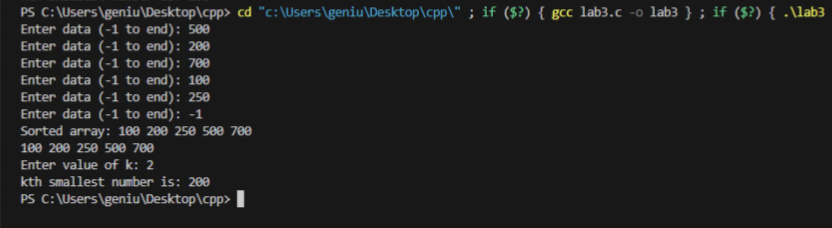 PS C:\Users\geniu\Desktop\cpp> cd "c:\Users\geniu\Desktop\cpp\" ; if ($?) { gcc lab3.c -o lab3 } ; if ($?) { .\lab3
Enter data (-1 to end): 500
Enter data (-1 to end): 200
Enter data (-1 to end): 700
Enter data (-1 to end): 100
Enter data (-1 to end): 250
Enter data (-1 to end): -1
Sorted array: 100 200 250 500 700
100 200 250 500 700
Enter value of k: 2
kth smallest number is: 200
PS C:\Users\geniu\Desktop\cpp>